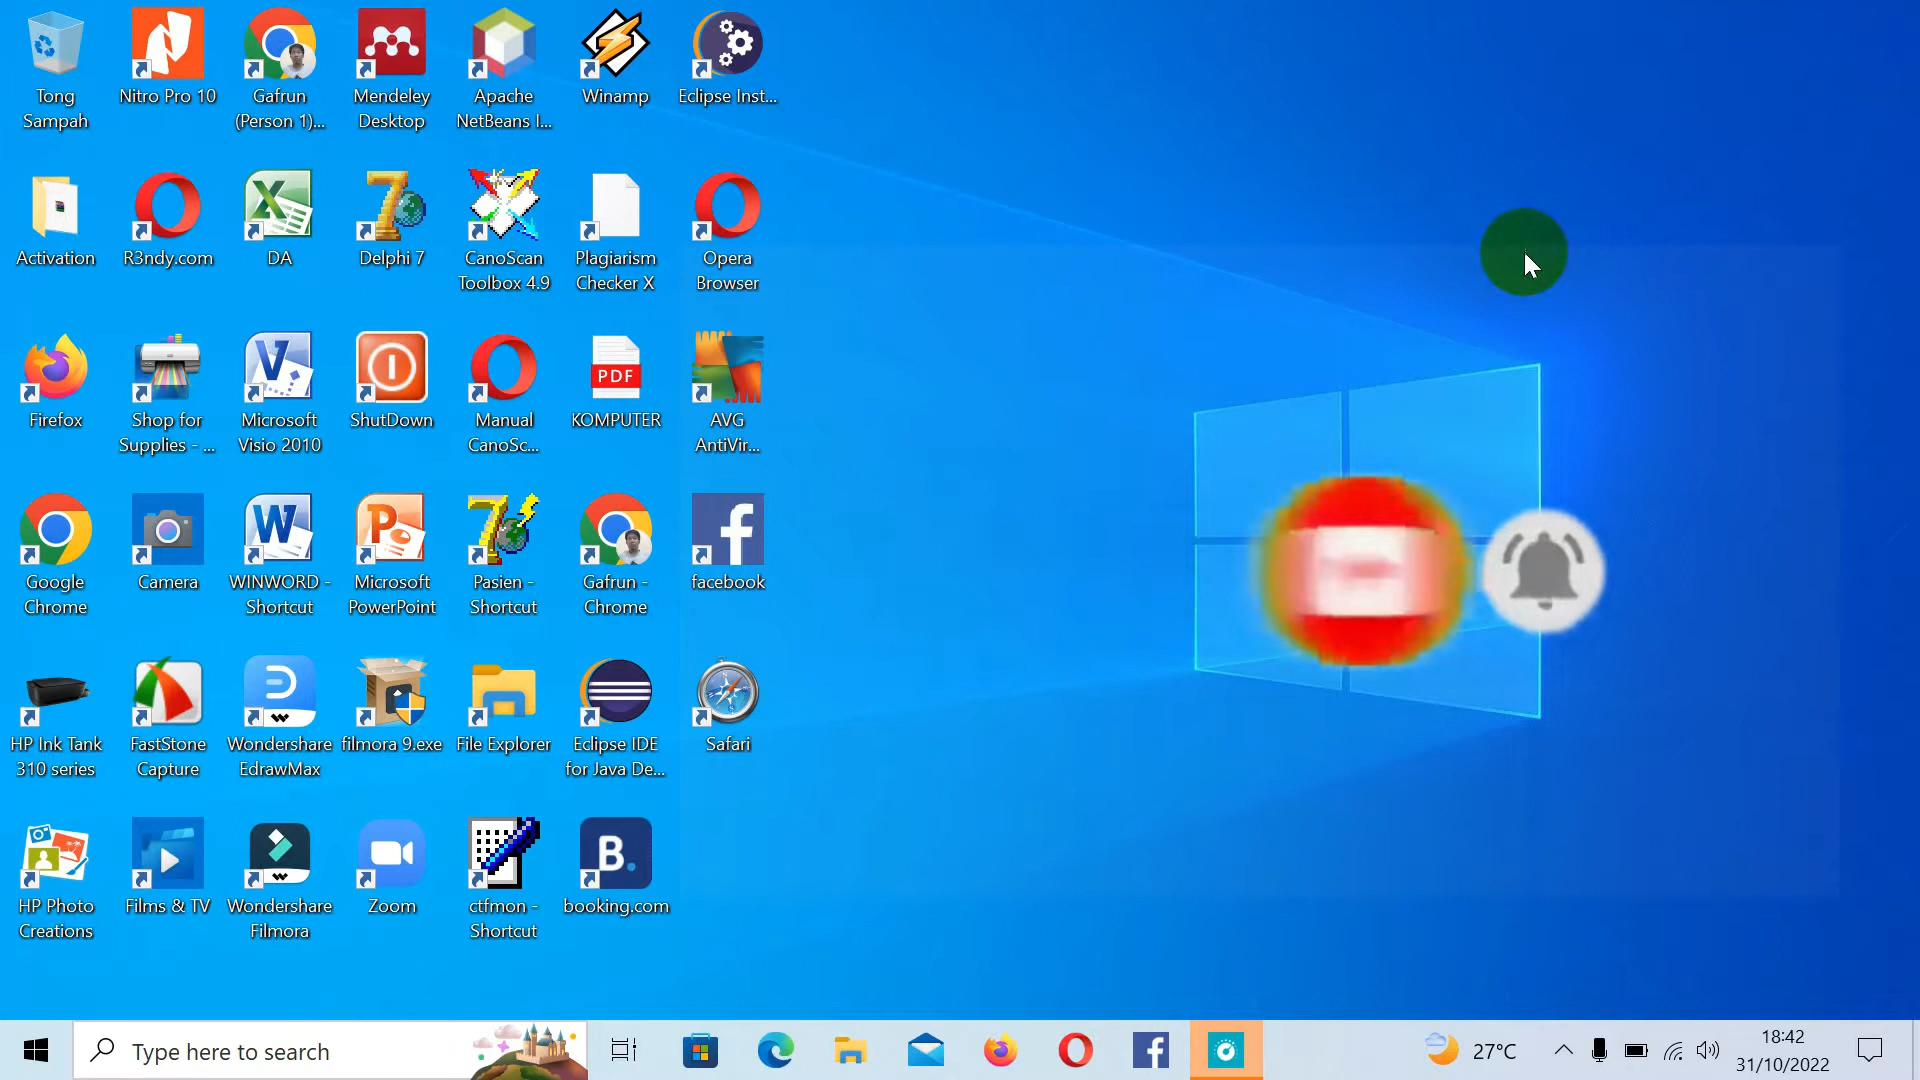 Tong
Sampah
Nitro Pro 10
Gafrun
(Person 1)...
Mendeley
Desktop
Apache
NetBeans I...
Winamp
Eclipse Inst...
Activation
R3ndy.com
DA
Delphi 7
CanoScan
Toolbox 4.9
Plagiarism
Checker X
Opera
Browser
Firefox
Shop for
Supplies - ...
Microsoft
Visio 2010
ShutDown
Manual
CanoSc...
PDF
KOMPUTER
AVG
AntiVir...
Google
Chrome
Camera
WINWORD -
Shortcut
Microsoft
PowerPoint
Pasien -
Shortcut
Gafrun -
Chrome
facebook
HP Ink Tank
310 series
FastStone
Capture
Wondershare
EdrawMax
filmora 9.exe
File Explorer
Eclipse IDE
for Java De...
Safari
HP Photo
Creations
Films & TV
Wondershare
Filmora
Zoom
ctfmon -
Shortcut
B.
booking.com
Type here to search
27°C
18:42
31/10/2022